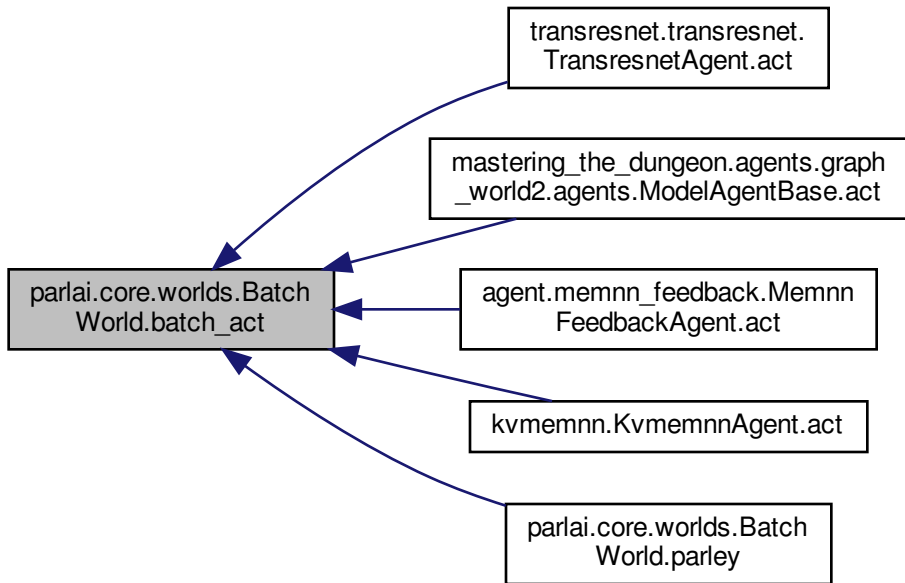 transresnet.transresnet.
TransresnetAgent.act
mastering_the_dungeon.agents.graph
_world2.agents.ModelAgentBase.act
parlai.core.worlds.Batch
World.batch_act
agent.memnn_feedback.Memnn
FeedbackAgent.act
kvmemnn.KvmemnnAgent.act
parlai.core.worlds.Batch
World.parley